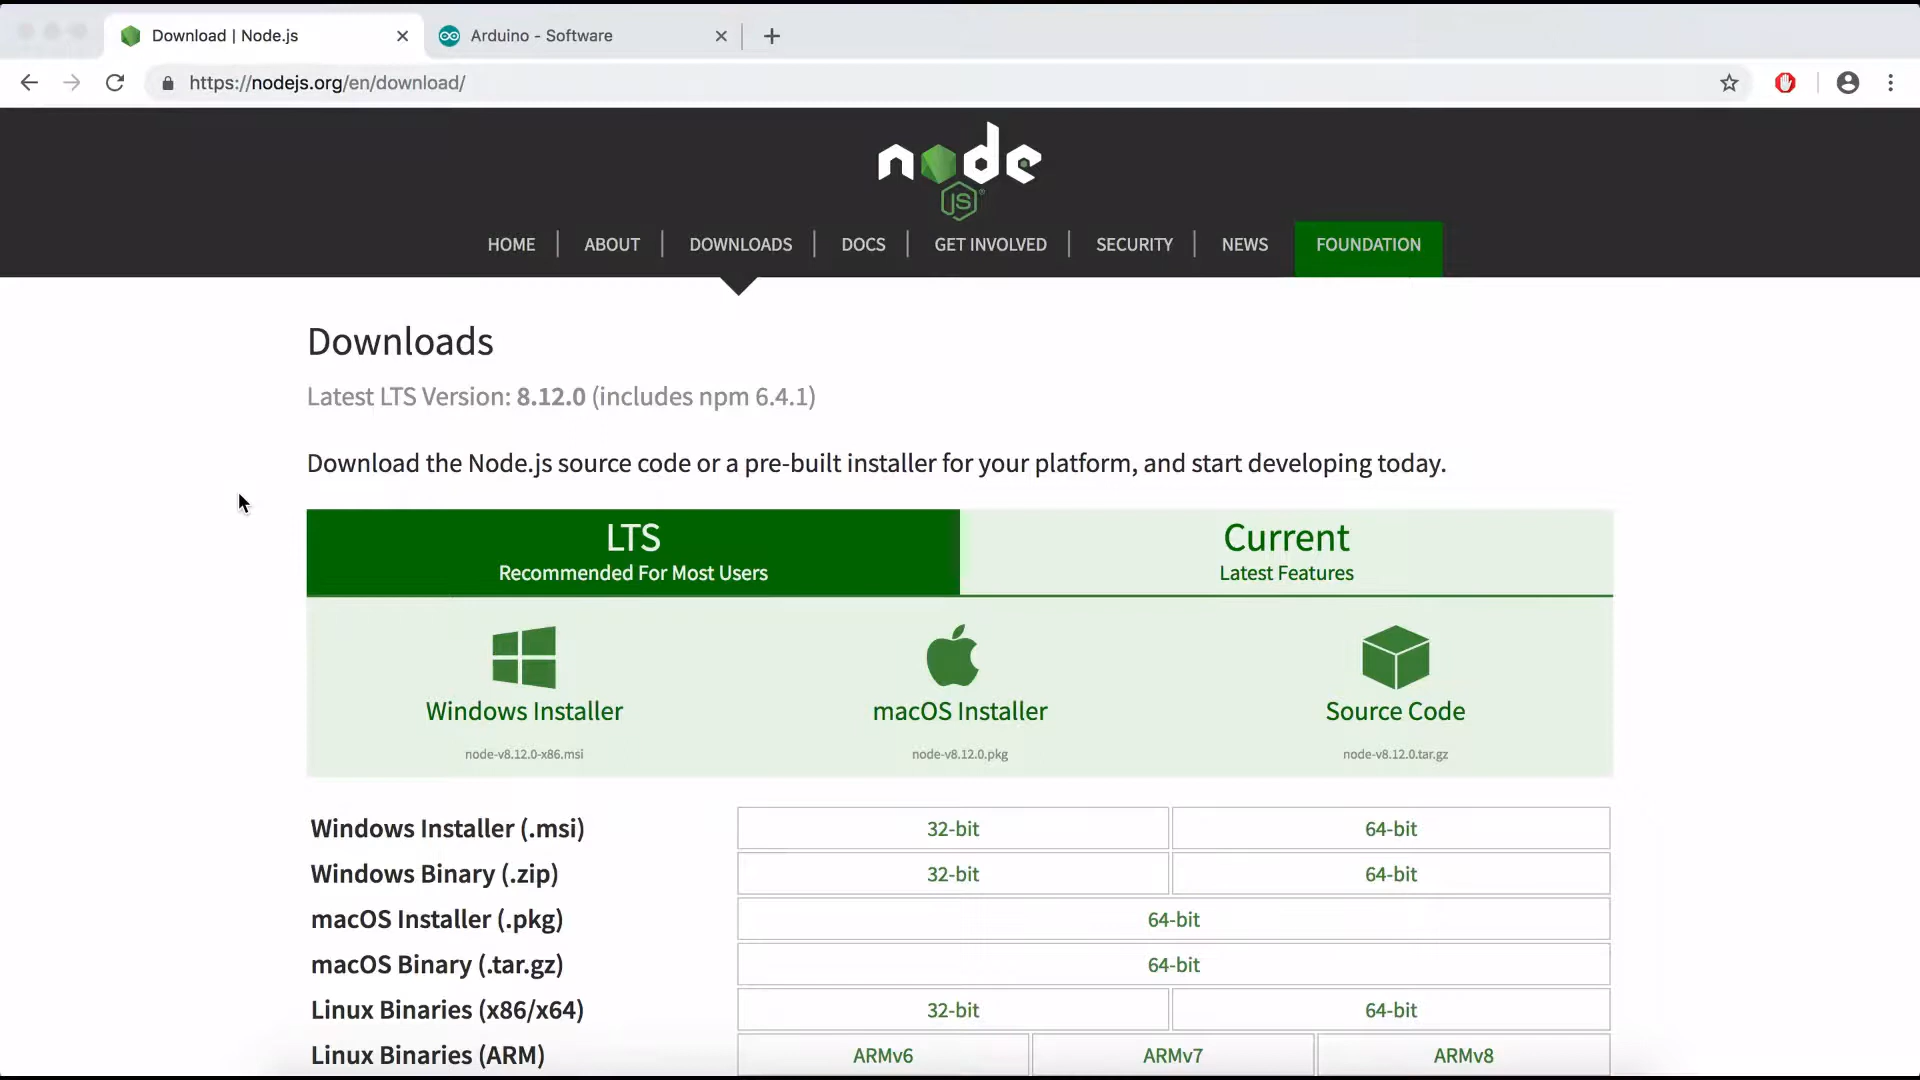 Download | Node.js
Arduino - Software
https://nodejs.org/en/download/
node
JS
HOME
ABOUT
DOWNLOADS
DOCS
GET INVOLVED
SECURITY
NEWS
FOUNDATION
Downloads
Latest LTS Version: 8.12.0 (includes npm 6.4.1)
Download the Node.js source code or a pre-built installer for your platform, and start developing today.
LTS
Recommended For Most Users
Current
Latest Features
Windows Installer
node-v8.12.0-x86.msi
macOS Installer
node-v8.12.0.pkg
Source Code
node-v8.12.0.tar.gz
Windows Installer (.msi) 32-bit 64-bit
Windows Binary (.zip) 32-bit 64-bit
macOS Installer (.pkg) 64-bit
macOS Binary (.tar.gz) 64-bit
Linux Binaries (x86/x64) 32-bit 64-bit
Linux Binaries (ARM) ARMv6 ARMv7 ARMv8